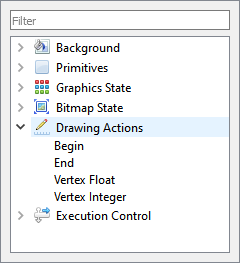 Filter
Background
Primitives
Graphics State
Bitmap State
Drawing Actions
Begin
End
Vertex Float
Vertex Integer
Execution Control